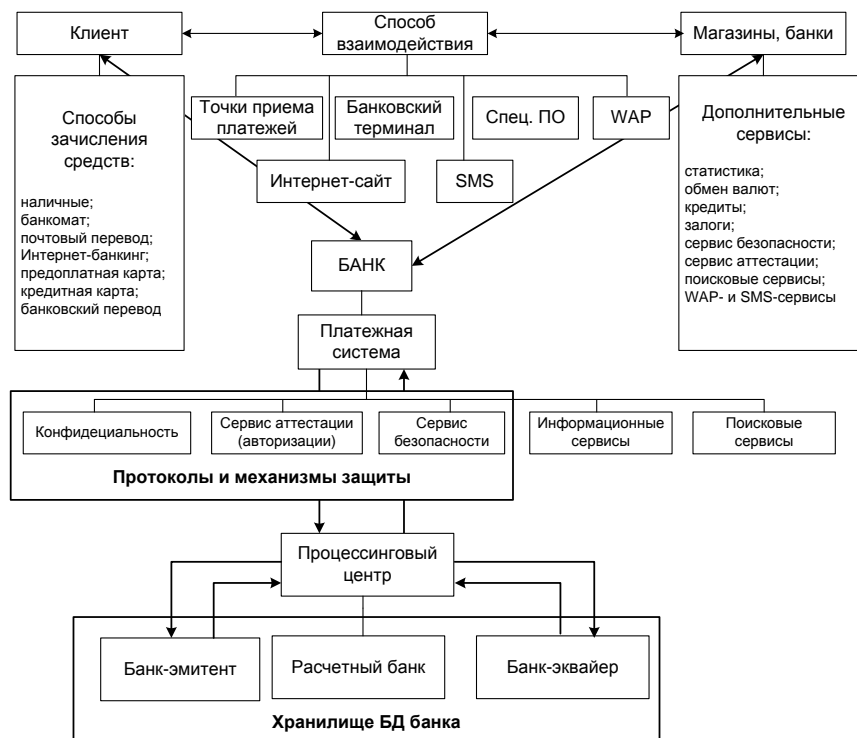 Клиент
Способ
взаимодействия
Магазины, банки
Способы
зачисления
средств:
наличные;
банкомат;
почтовый перевод;
Интернет-банкинг;
предоплатная карта;
кредитная карта;
банковский перевод
Точки приема
платежей
Банковский
терминал
Спец. ПО
WAP
Интернет-сайт
SMS
Дополнительные
сервисы:
статистика;
обмен валют;
кредиты;
залоги;
сервис безопасности;
сервис аттестации;
поисковые сервисы;
WAP- и SMS-сервисы
БАНК
Платежная
система
Конфидециальность
Сервис аттестации
(авторизации)
Сервис
безопасности
Информационные
сервисы
Поисковые
сервисы
Протоколы и механизмы защиты
Процессинговый
центр
Банк-эмитент
Расчетный банк
Банк-эквайер
Хранилище БД банка